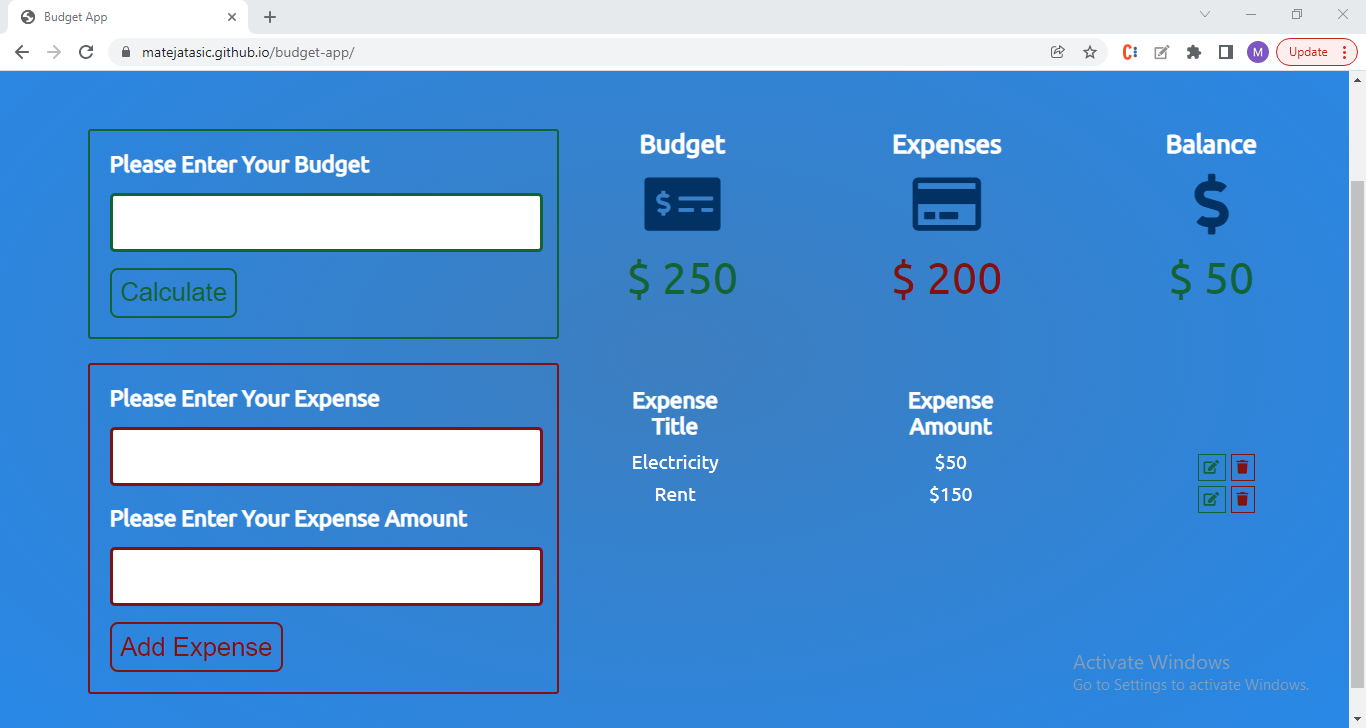 Budget App
matejatasic.github.io/budget-app/
M
Update
Please Enter Your Budget
Calculate
Budget
Expenses
Balance
$
$
$ 250
$ 200
$ 50
Please Enter Your Expense
Please Enter Your Expense Amount
Add Expense
Expense
Title
Expense
Amount
Electricity
$50
Rent
$150
Activate Windows
Go to Settings to activate Windows.